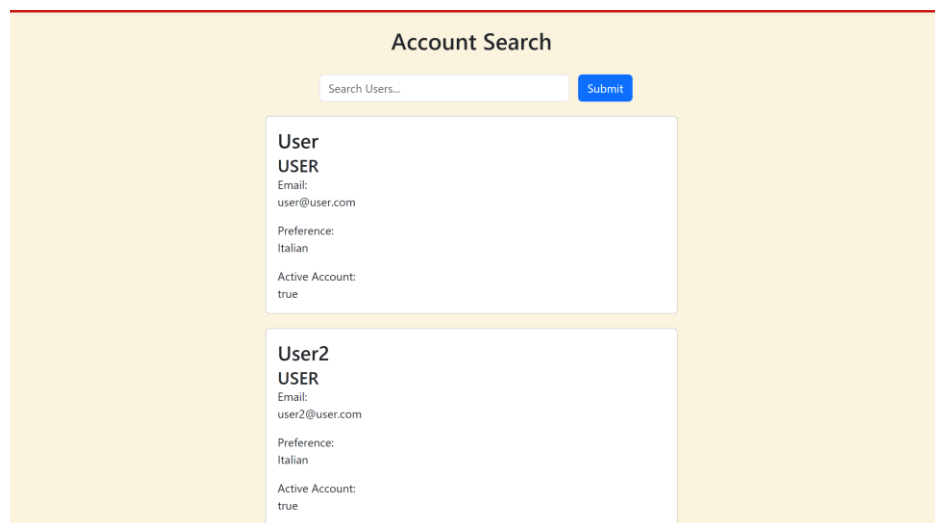 Account Search
Search Users...
Submit
User
USER
Email:
user@user.com
Preference:
Italian
Active Account:
true
User2
USER
Email:
user2@user.com
Preference:
Italian
Active Account:
true